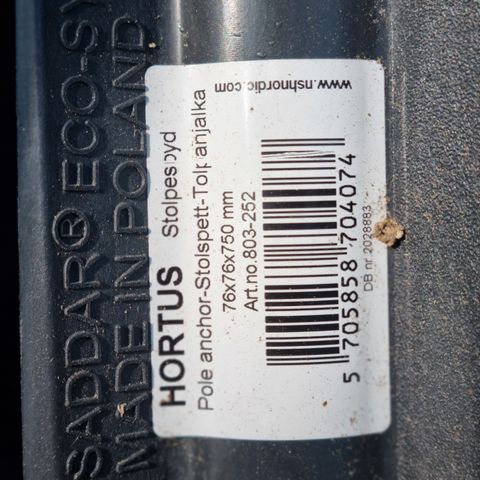 SADDAR® ECO-SY
MADE IN POLAND
HORTUS Stolpespyd
Pole anchor-Stolspett-Tolpanjalka
76x76x750 mm
Art.no.803-252
5 705858 704074
DB nr 2028883
www.nshnordic.com